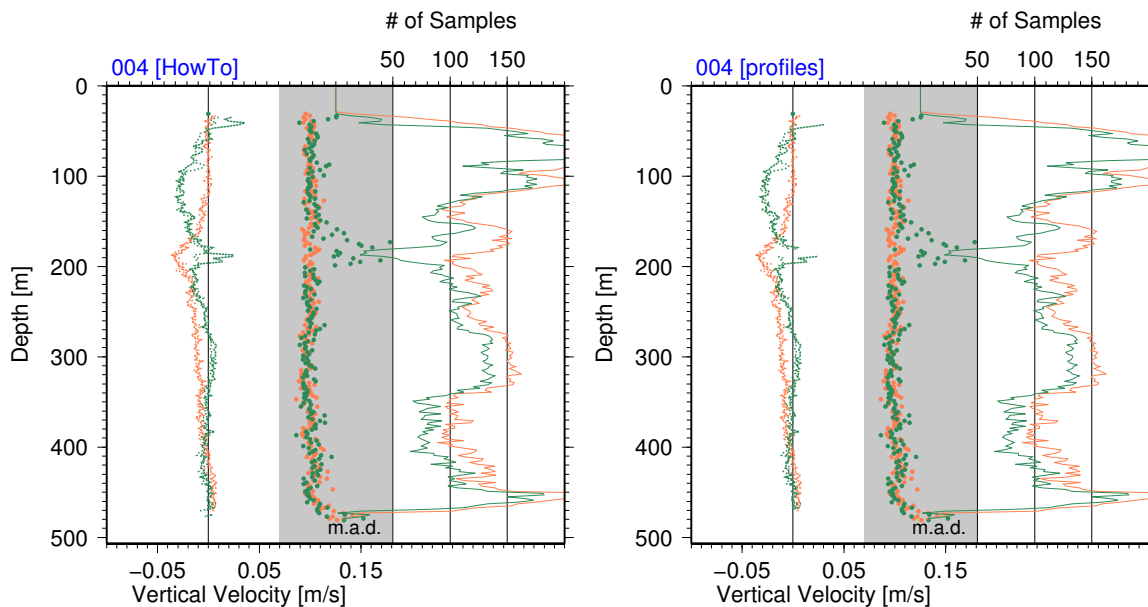 # of Samples
50 100 150
004 [HowTo]
0
100
200
300
400
500
Depth [m]
m.a.d.
−0.05 0.05 0.15
Vertical Velocity [m/s]
# of Samples
50 100 150
004 [profiles]
0
100
200
300
400
500
Depth [m]
m.a.d.
−0.05 0.05 0.15
Vertical Velocity [m/s]